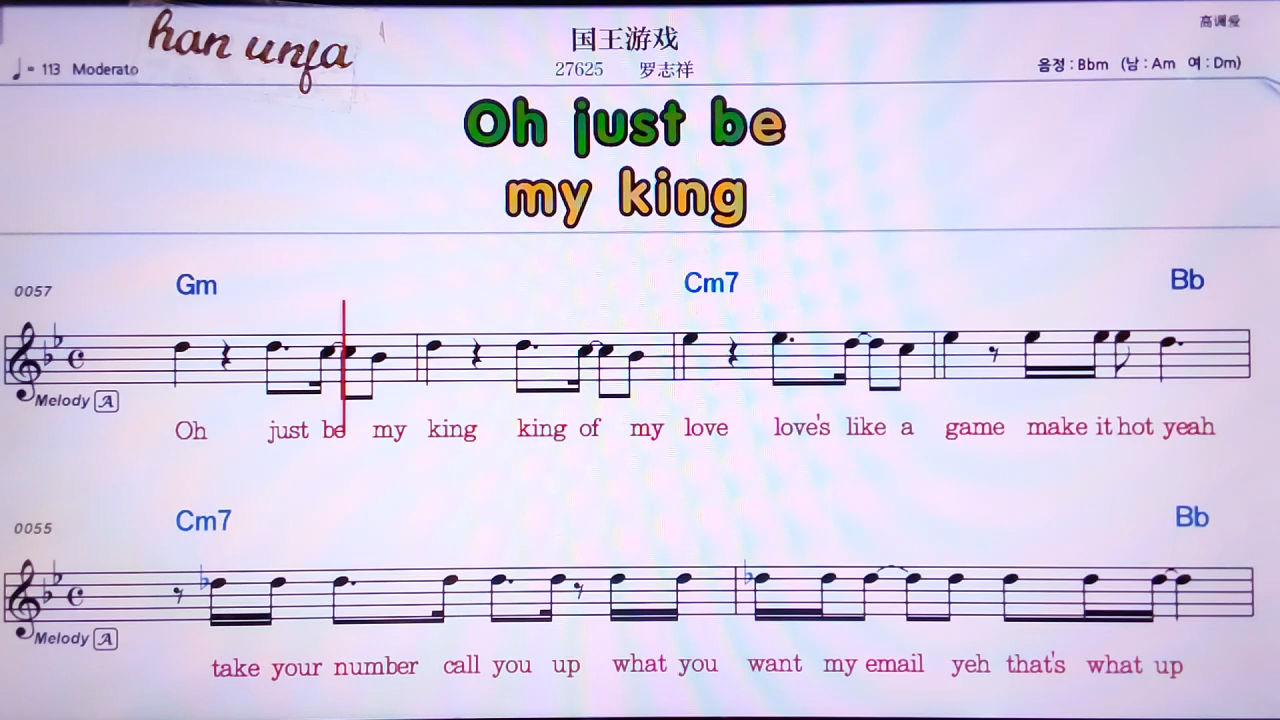 han unfa
国王游戏
高调爱
♩= 113 Moderato
27625 罗志祥
음정 : Bbm (남 : Am 여 : Dm)
Oh just be
my king
0057 Gm Cm7 Bb
Melody A
Oh just be my king king of my love love's like a game make it hot yeah
0055 Cm7 Bb
Melody A
take your number call you up what you want my email yeh that's what up